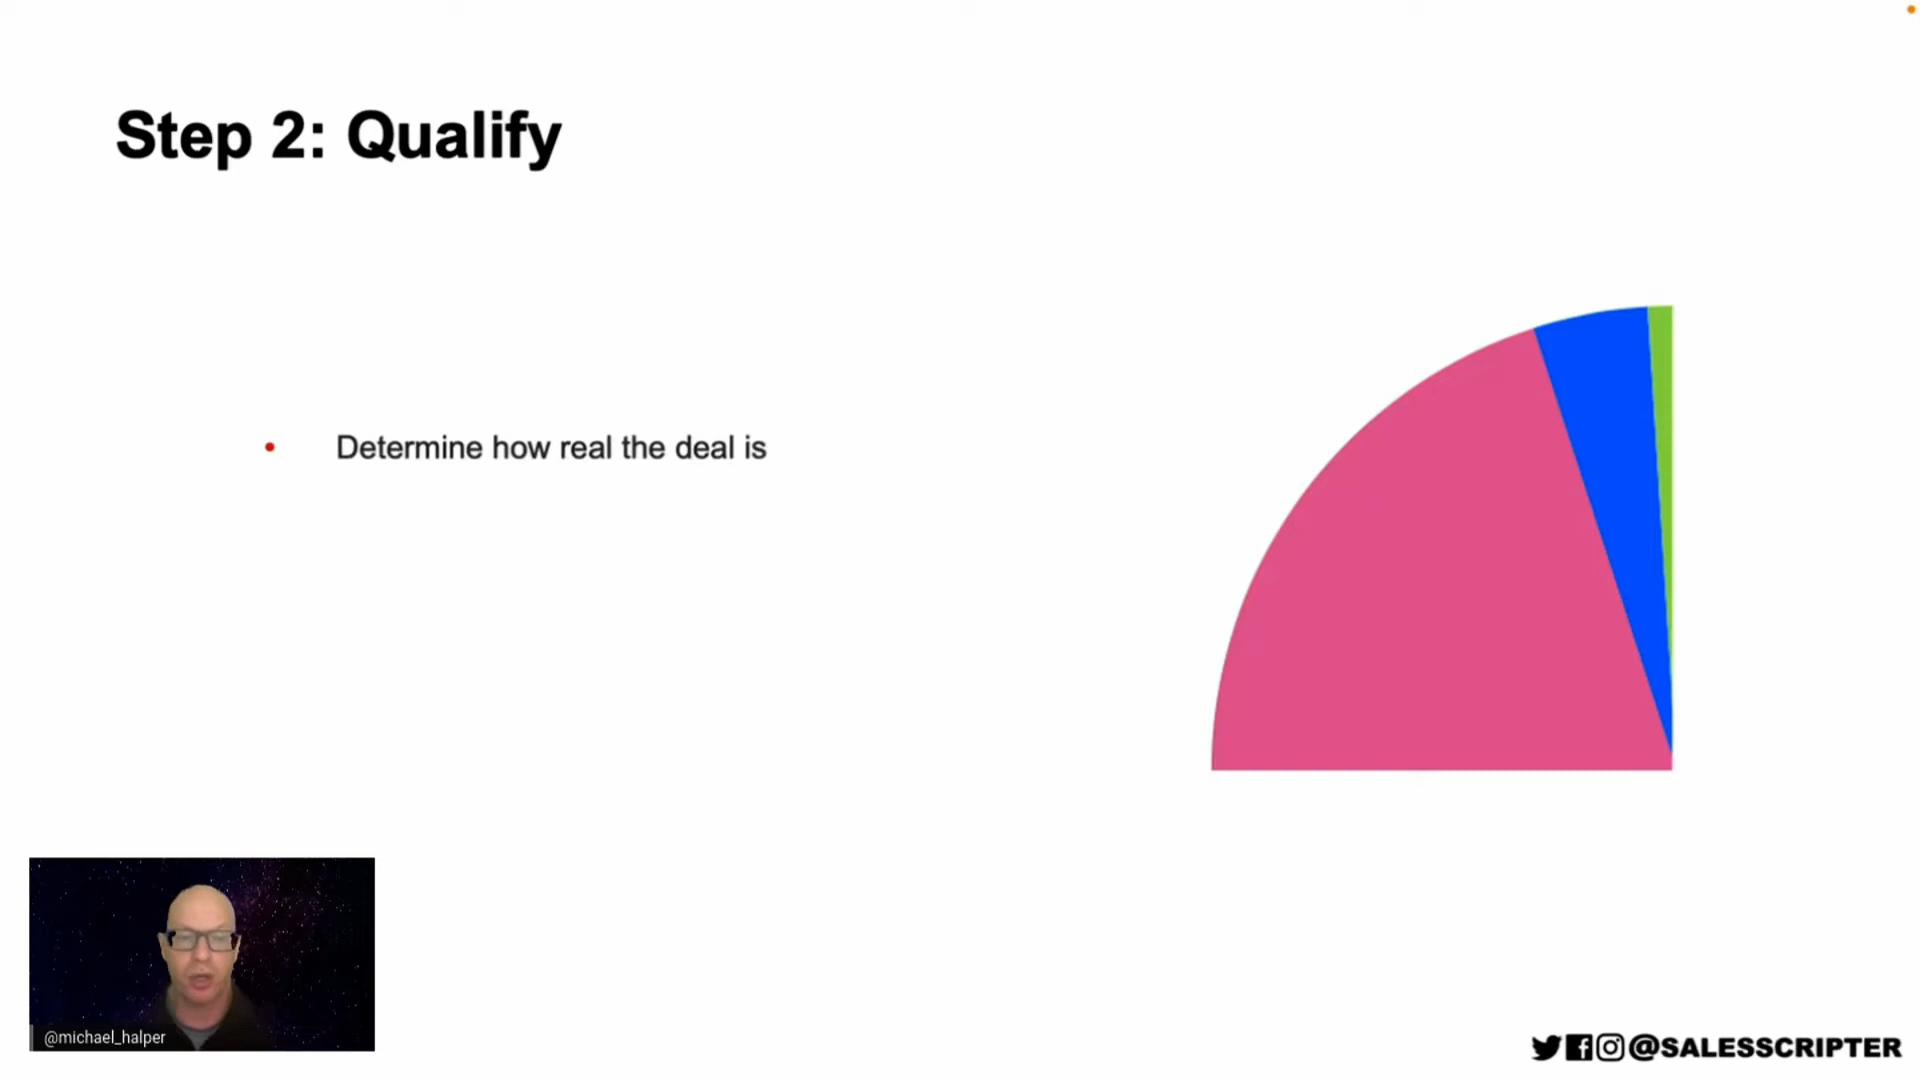 Step 2: Qualify
• Determine how real the deal is
@michael_halper
@SALESSCRIPTER